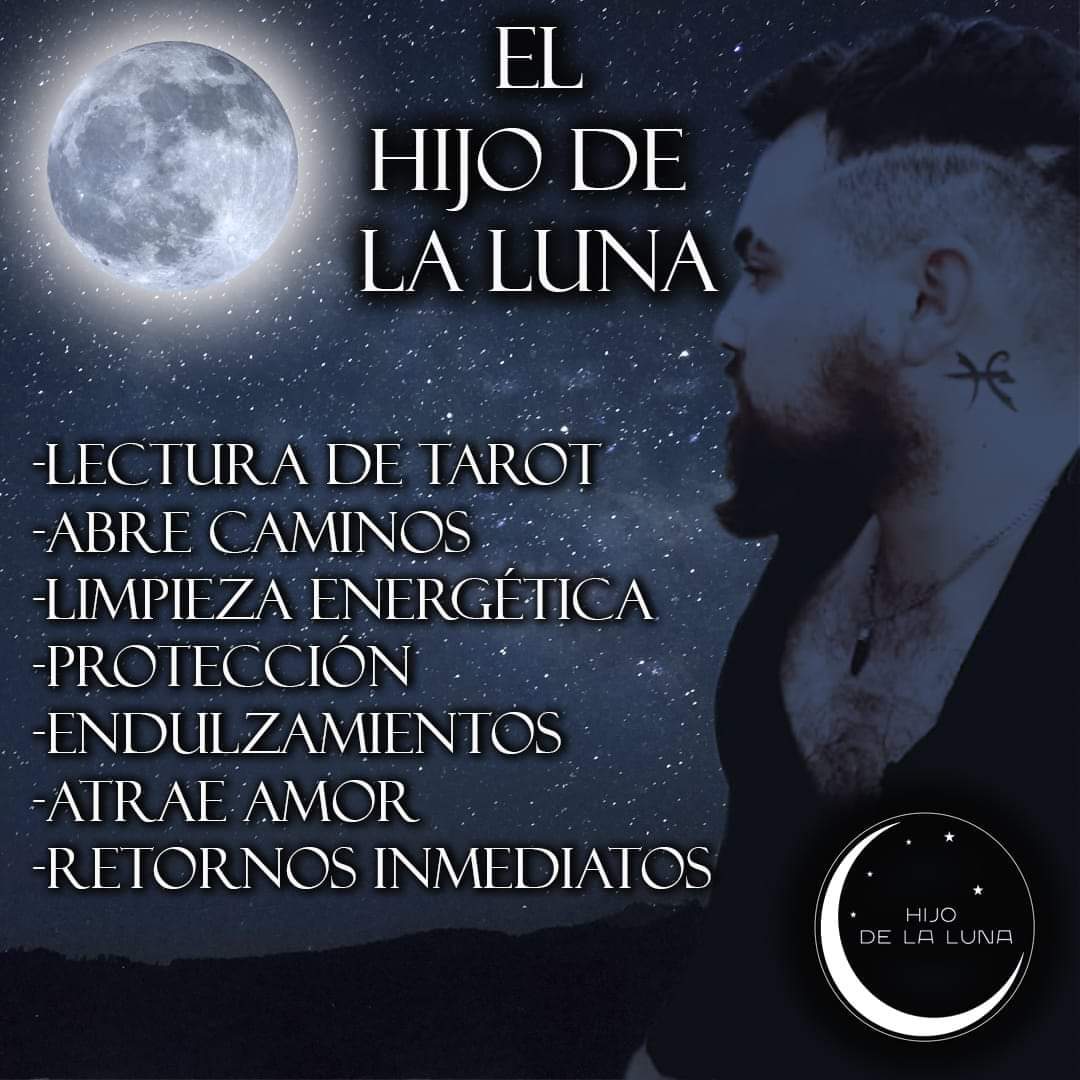 EL
HIJO DE
LA LUNA
-LECTURA DE TAROT
-ABRE CAMINOS
-LIMPIEZA ENERGÉTICA
-PROTECCIÓN
-ENDULZAMIENTOS
-ATRAE AMOR
-RETORNOS INMEDIATOS
HIJO
DE LA LUNA